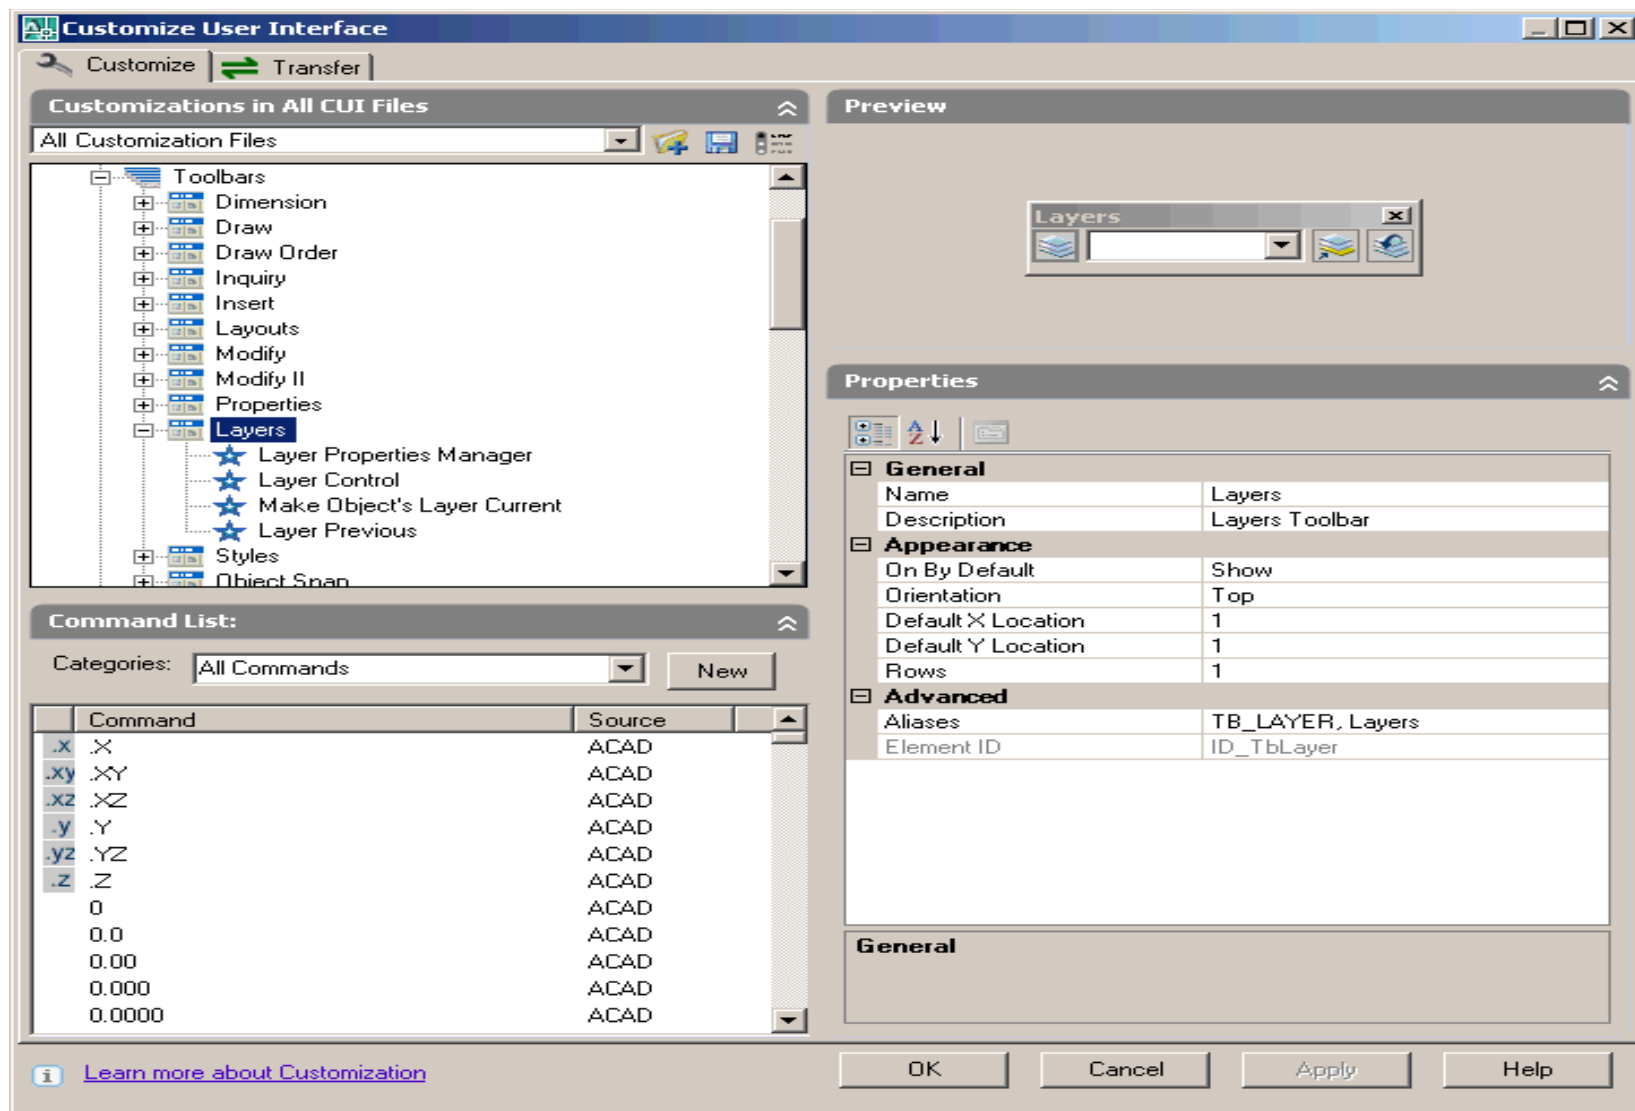 Customize User Interface
Customize
Transfer
Customizations in All CUI Files
All Customization Files
Toolbars
Dimension
Draw
Draw Order
Inquiry
Insert
Layouts
Modify
Modify II
Properties
Layers
Layer Properties Manager
Layer Control
Make Object's Layer Current
Layer Previous
Styles
Object Snap
Command List:
Categories:
All Commands
New
Command Source
.X .X ACAD
.XY .XY ACAD
.XZ .XZ ACAD
.y .Y ACAD
.yz .YZ ACAD
.Z .Z ACAD
0 ACAD
0.0 ACAD
0.00 ACAD
0.000 ACAD
0.0000 ACAD
Preview
Layers
Properties
General
Name Layers
Description Layers Toolbar
Appearance
On By Default Show
Orientation Top
Default X Location 1
Default Y Location 1
Rows 1
Advanced
Aliases TB_LAYER, Layers
Element ID ID_TbLayer
General
Learn more about Customization
OK
Cancel
Apply
Help